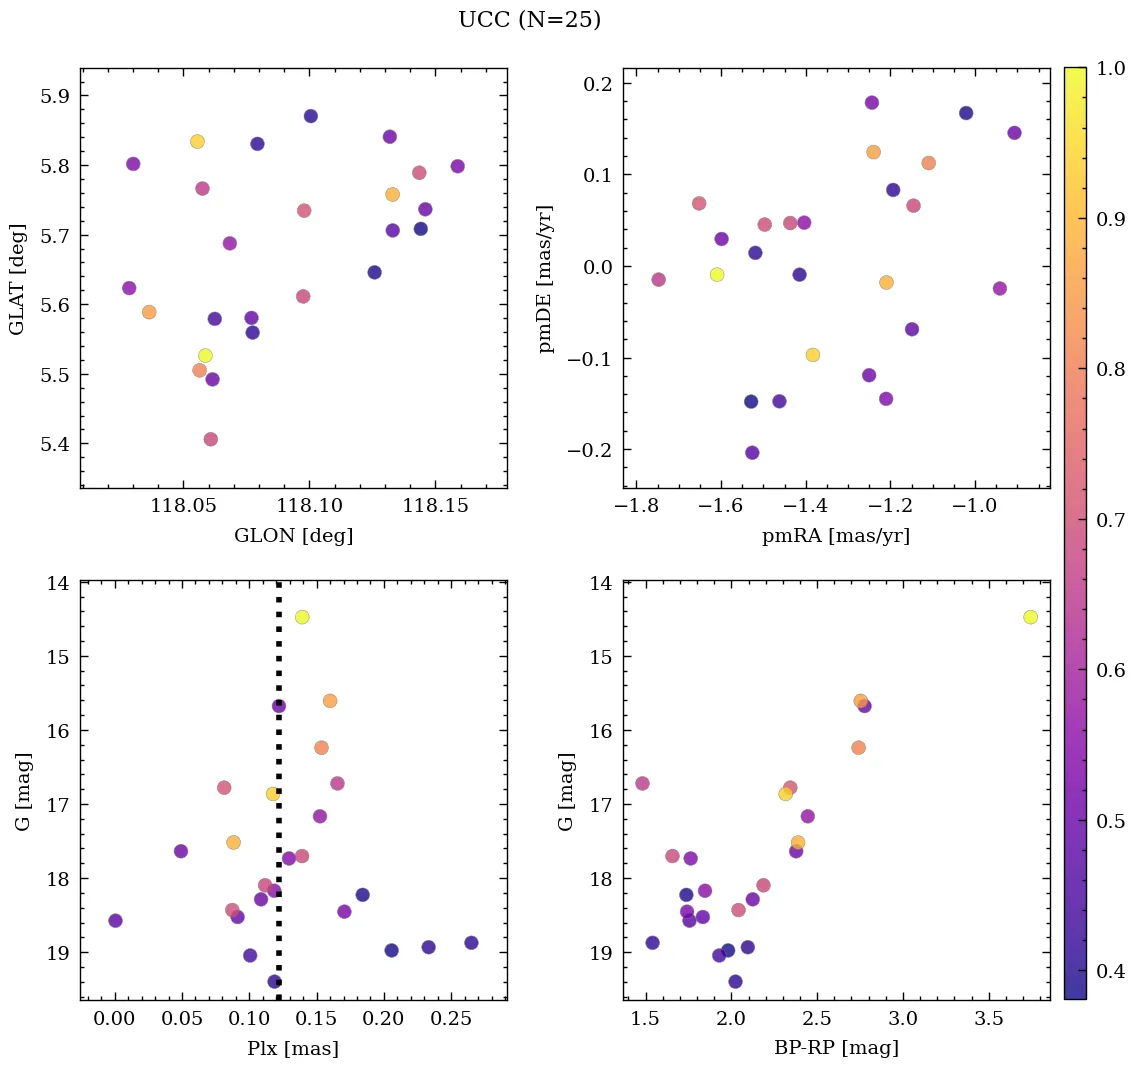 UCC (N=25)
5.9
5.8
5.7
5.6
5.5
5.4
GLAT [deg]
118.05 118.10 118.15
GLON [deg]
0.2
0.1
0.0
−0.1
−0.2
pmDE [mas/yr]
−1.8 −1.6 −1.4 −1.2 −1.0
pmRA [mas/yr]
1.0
0.9
0.8
0.7
0.6
0.5
0.4
14
15
16
17
18
19
G [mag]
0.00 0.05 0.10 0.15 0.20 0.25
Plx [mas]
14
15
16
17
18
19
G [mag]
1.5 2.0 2.5 3.0 3.5
BP-RP [mag]